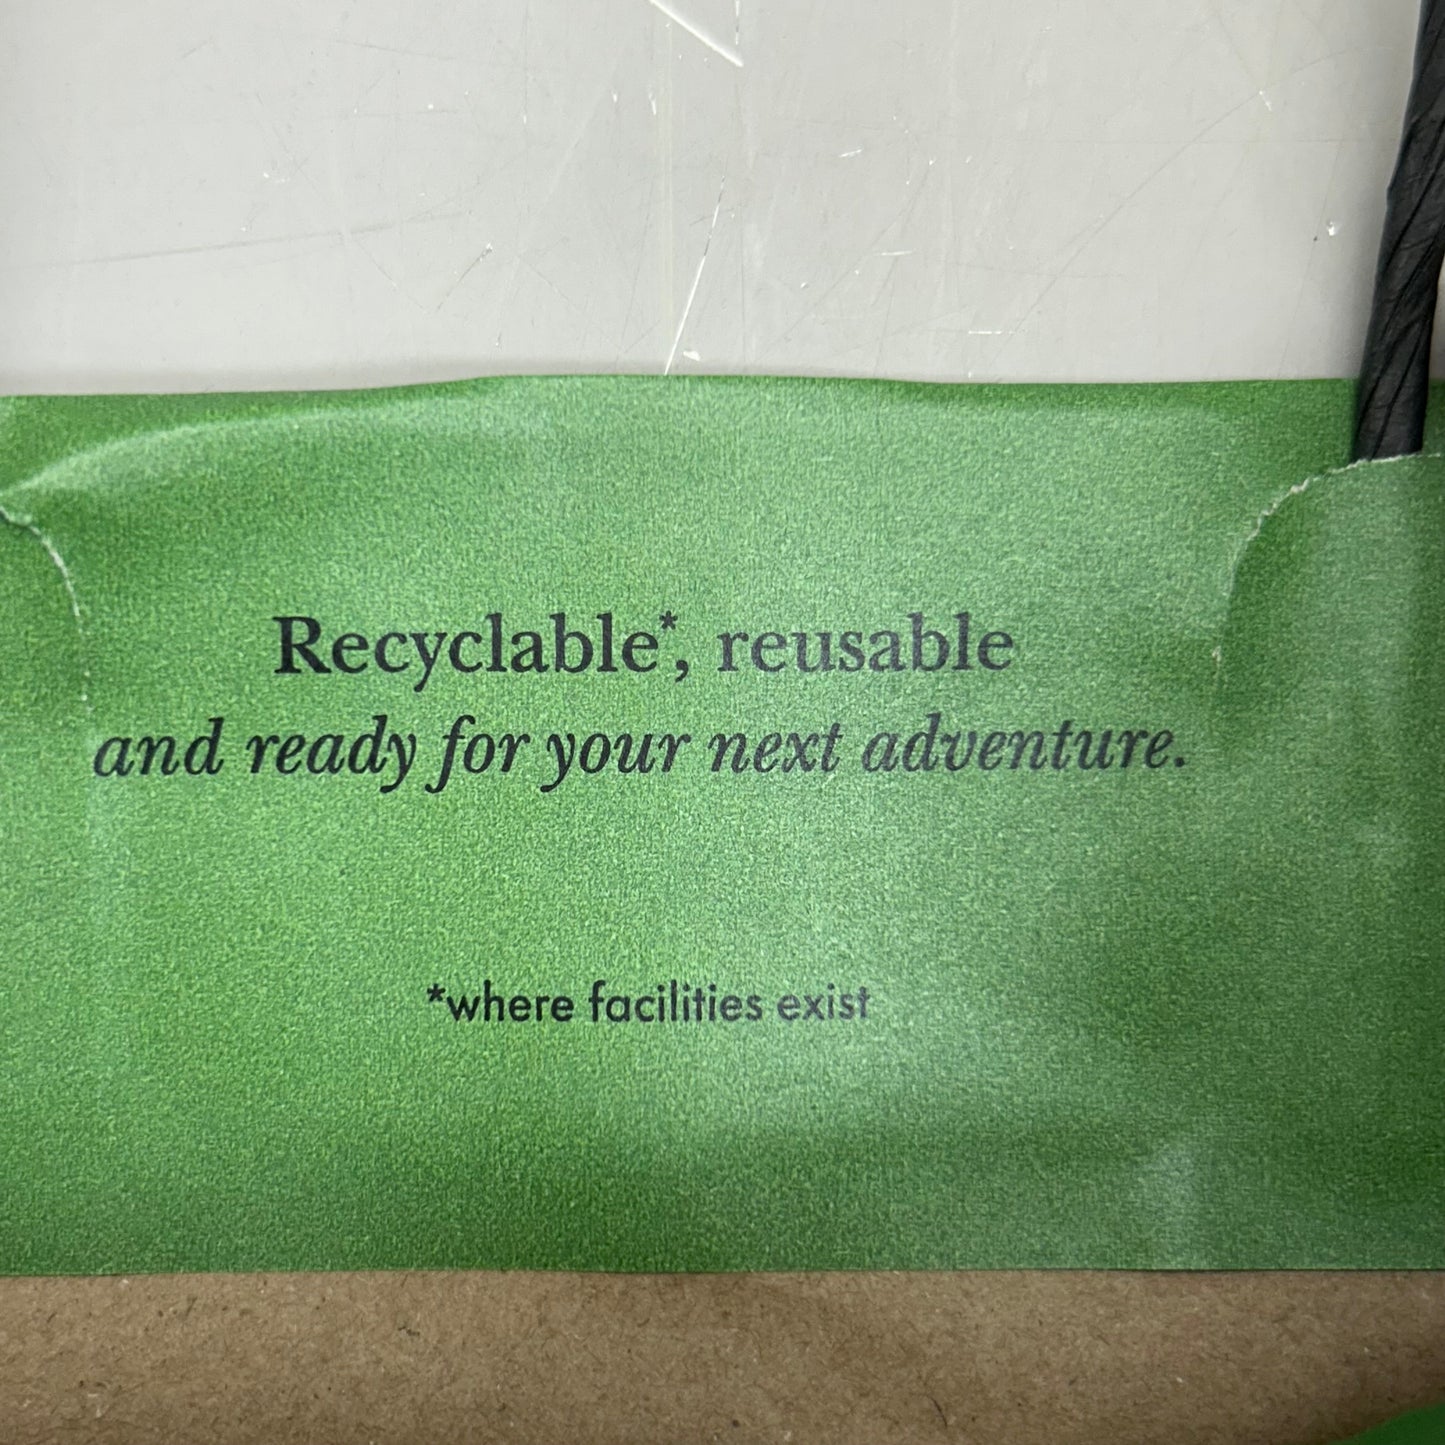 Recyclable*, reusable
and ready for your next adventure.
*where facilities exist